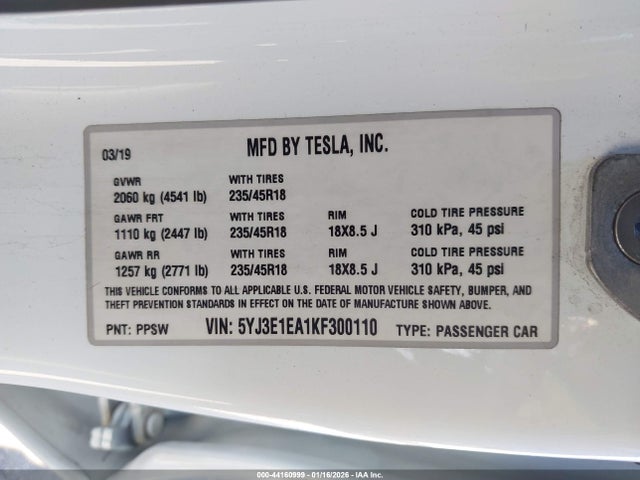 03/19 MFD BY TESLA, INC.
GVWR WITH TIRES
2060 kg (4541 lb) 235/45R18
GAWR FRT WITH TIRES RIM COLD TIRE PRESSURE
1110 kg (2447 lb) 235/45R18 18X8.5 J 310 kPa, 45 psi
GAWR RR WITH TIRES RIM COLD TIRE PRESSURE
1257 kg (2771 lb) 235/45R18 18X8.5 J 310 kPa, 45 psi
THIS VEHICLE CONFORMS TO ALL APPLICABLE U.S. FEDERAL MOTOR VEHICLE SAFETY, BUMPER, AND
THEFT PREVENTION STANDARDS IN EFFECT ON THE DATE OF MANUFACTURE SHOWN ABOVE.
PNT: PPSW VIN: 5YJ3E1EA1KF300110 TYPE: PASSENGER CAR
000-44160999 - 01/16/2026 - IAA Inc.